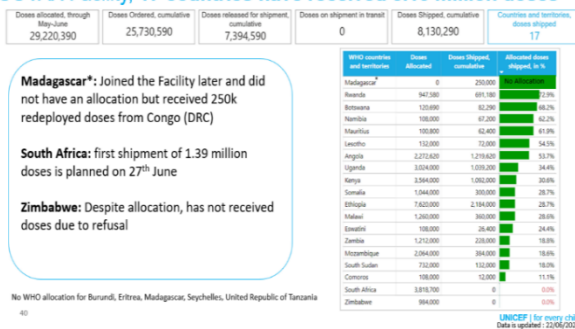 Facility, 17 countries have received 8.1 million doses
Doses allocated, through May-June
29,220,390
Doses Ordered, cumulative
25,730,590
Doses released for shipment, cumulative
7,394,590
Doses on shipment in transit
0
Doses Shipped, cumulative
8,130,290
Countries and territories, doses shipped
17
Madagascar*: Joined the Facility later and did
not have an allocation but received 250k
redeployed doses from Congo (DRC)
South Africa: first shipment of 1.39 million
doses is planned on 27th June
Zimbabwe: Despite allocation, has not received
doses due to refusal
WHO countries and territories Doses Allocated Doses Shipped, cumulative Allocated doses shipped, in %
Madagascar* 0 250,000 No Allocation
Rwanda 947,580 691,180 72.9%
Botswana 120,690 82,290 68.2%
Namibia 108,000 67,200 62.2%
Mauritius 100,800 62,400 61.9%
Lesotho 132,000 72,000 54.5%
Angola 2,272,620 1,219,620 53.7%
Uganda 3,024,000 1,039,200 34.4%
Kenya 3,564,000 1,092,000 30.6%
Somalia 1,044,000 300,000 28.7%
Ethiopia 7,620,000 2,184,000 28.7%
Malawi 1,260,000 360,000 28.6%
Eswatini 108,000 26,400 24.4%
Zambia 1,212,000 228,000 18.8%
Mozambique 2,064,000 384,000 18.6%
South Sudan 732,000 132,000 18.0%
Comoros 108,000 12,000 11.1%
South Africa 3,818,700 0 0.0%
Zimbabwe 984,000 0 0.0%
No WHO allocation for Burundi, Eritrea, Madagascar, Seychelles, United Republic of Tanzania
40
UNICEF | for every chi
Data is updated : 22/06/202